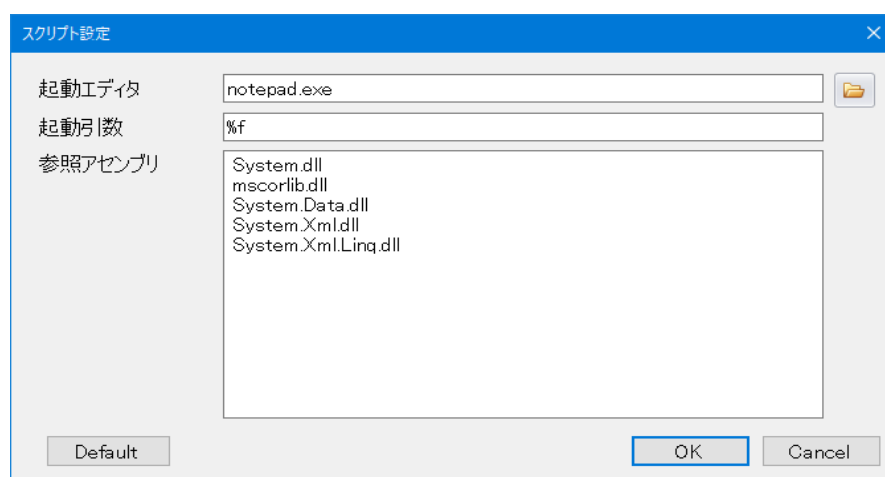 スクリプト設定
起動エディタ
notepad.exe
起動引数
%f
参照アセンブリ
System.dll
mscorlib.dll
System.Data.dll
System.Xml.dll
System.Xml.Linq.dll
Default
OK
Cancel